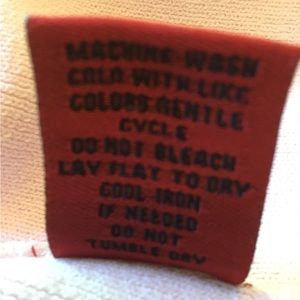 MACHINE WASH
COLD WITH LIKE
COLORS GENTLE
CYCLE
DO NOT BLEACH
LAY FLAT TO DRY
COOL IRON
IF NEEDED
DO NOT
TUMBLE DRY